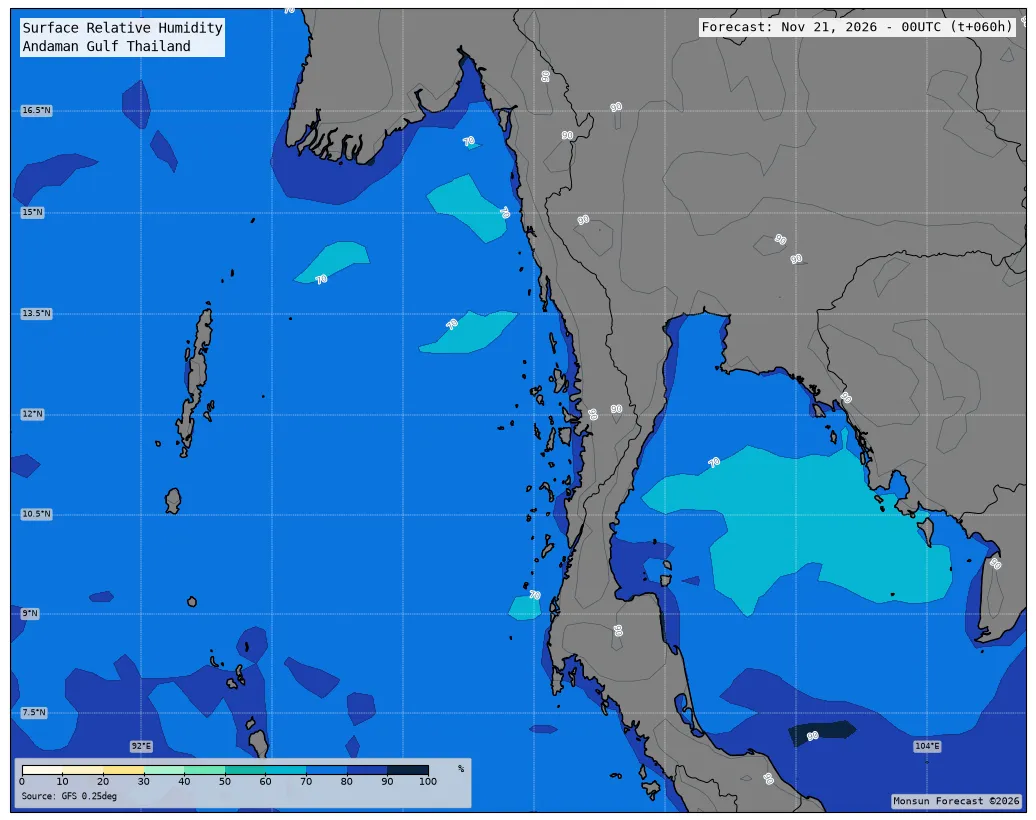 Surface Relative Humidity
Andaman Gulf Thailand
Forecast: Nov 21, 2026 - 00UTC (t+060h)
70
90
16.5°N
90
90
70
15°N
70
90
90
90
70
13.5°N
70
90
12°N
90
90
70
10.5°N
90
70
9°N
90
7.5°N
90
92°E
104°E
90
%
0 10 20 30 40 50 60 70 80 90 100
Source: GFS 0.25deg
Monsun Forecast ©2026